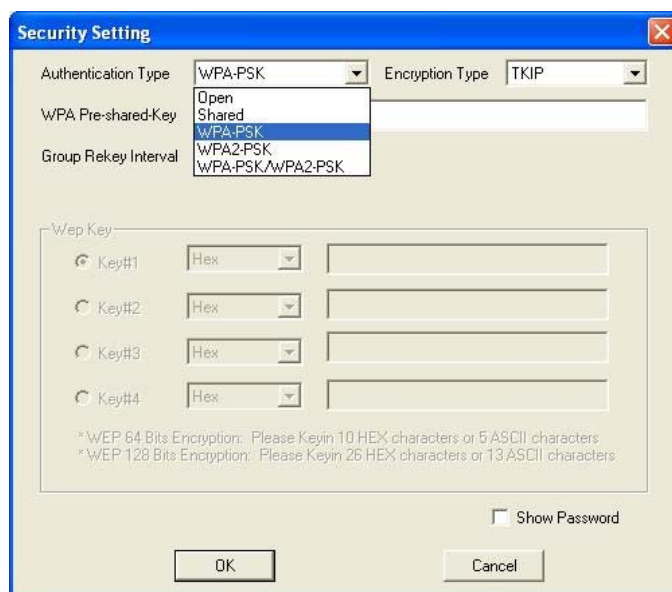 Security Setting
Authentication Type WPA-PSK Encryption Type TKIP
Open
WPA Pre-shared-Key Shared
WPA-PSK
WPA2-PSK
Group Rekey Interval WPA-PSK/WPA2-PSK
Wep Key
Key#1 Hex
Key#2 Hex
Key#3 Hex
Key#4 Hex
* WEP 64 Bits Encryption: Please Keyin 10 HEX characters or 5 ASCII characters
* WEP 128 Bits Encryption: Please Keyin 26 HEX characters or 13 ASCII characters
Show Password
OK Cancel